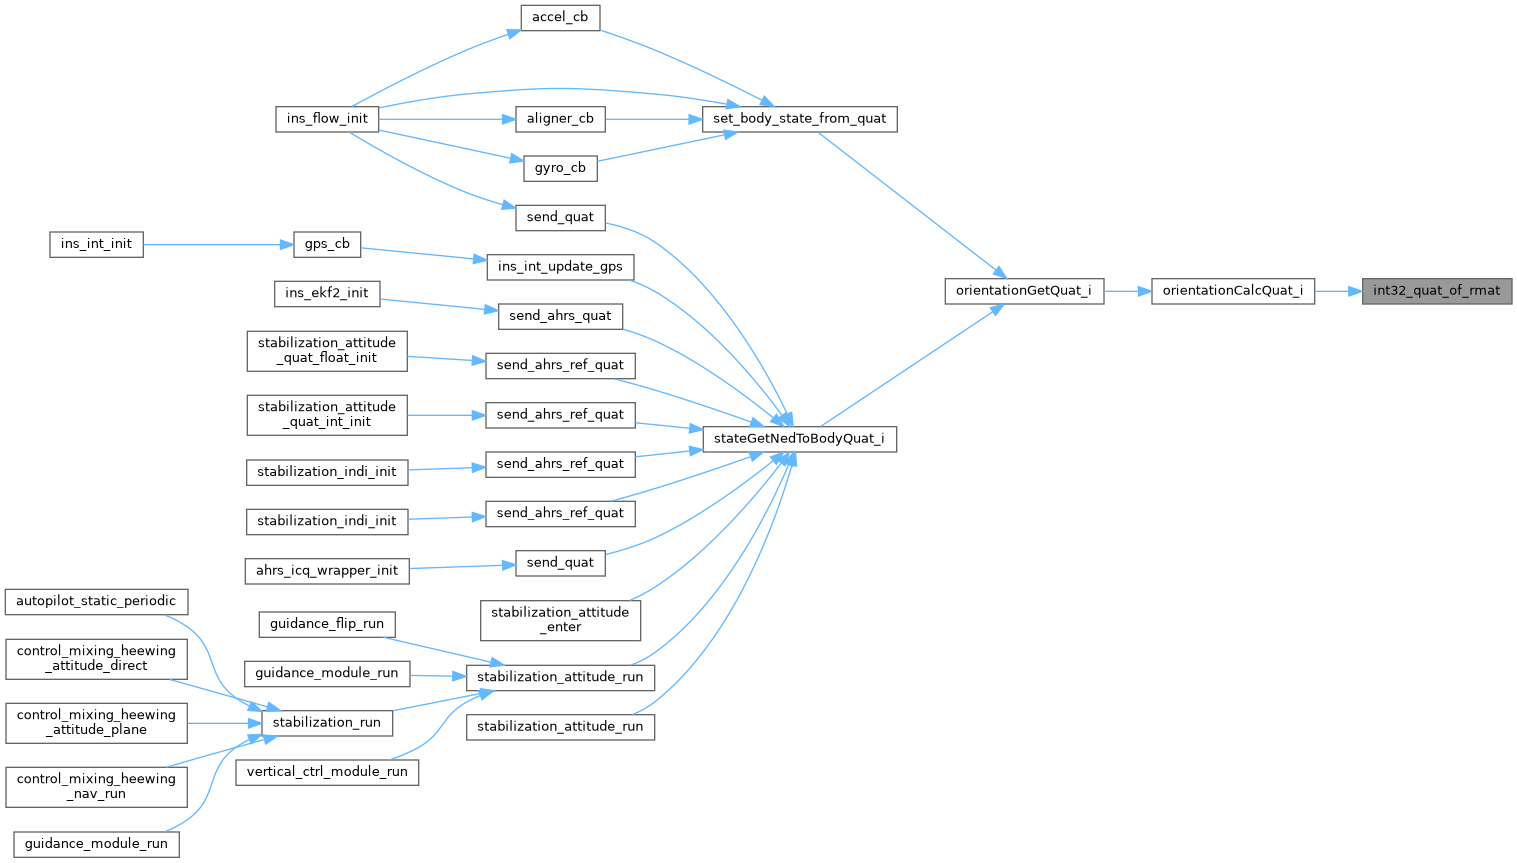 accel_cb
ins_flow_init
aligner_cb
set_body_state_from_quat
gyro_cb
send_quat
ins_int_init
gps_cb
ins_int_update_gps
ins_ekf2_init
orientationGetQuat_i
orientationCalcQuat_i
int32_quat_of_rmat
send_ahrs_quat
stabilization_attitude
_quat_float_init
send_ahrs_ref_quat
stabilization_attitude
_quat_int_init
send_ahrs_ref_quat
stateGetNedToBodyQuat_i
stabilization_indi_init
send_ahrs_ref_quat
stabilization_indi_init
send_ahrs_ref_quat
ahrs_icq_wrapper_init
send_quat
autopilot_static_periodic
stabilization_attitude
_enter
guidance_flip_run
control_mixing_heewing
_attitude_direct
guidance_module_run
stabilization_attitude_run
control_mixing_heewing
_attitude_plane
stabilization_run
stabilization_attitude_run
control_mixing_heewing
_nav_run
vertical_ctrl_module_run
guidance_module_run